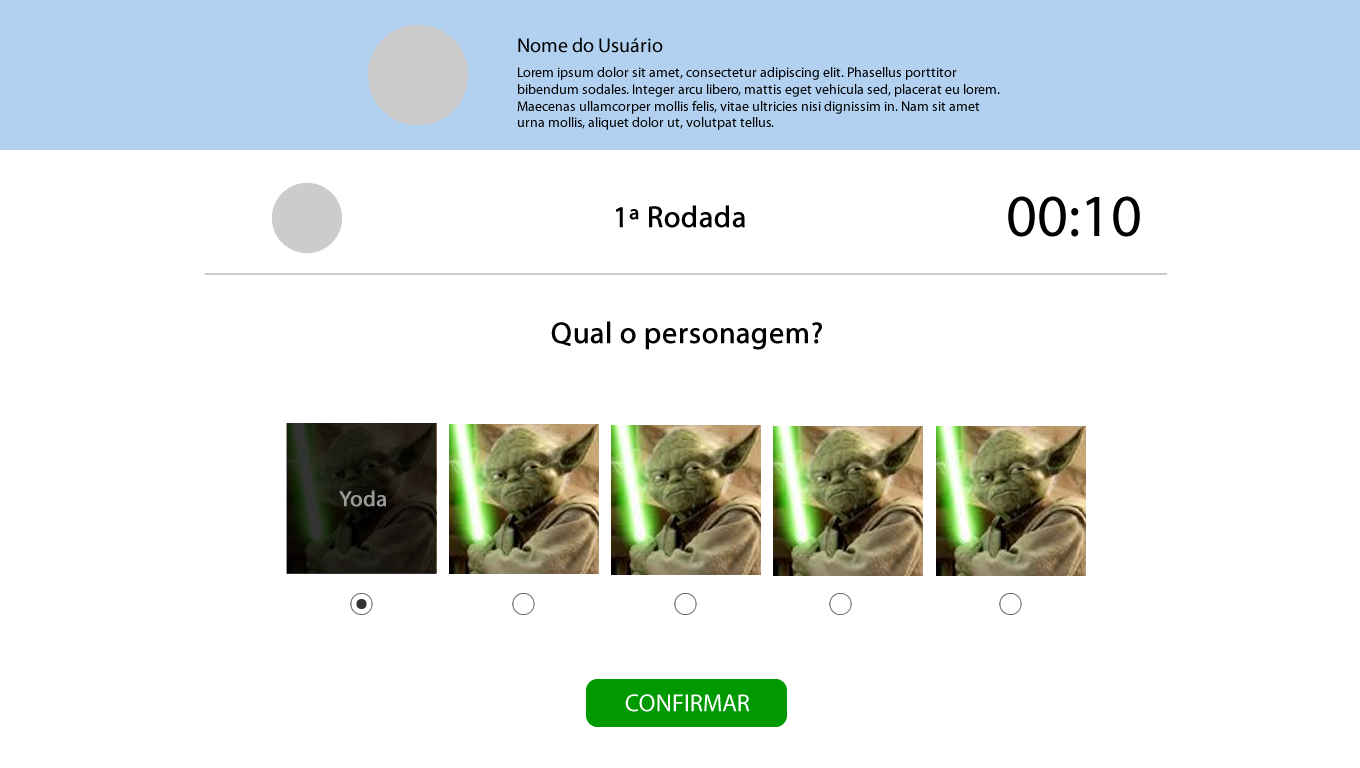 Nome do Usuário
Lorem ipsum dolor sit amet, consectetur adipiscing elit. Phasellus porttitor
bibendum sodales. Integer arcu libero, mattis eget vehicula sed, placerat eu lorem.
Maecenas ullamcorper mollis felis, vitae ultricies nisi dignissim in. Nam sit amet
urna mollis, aliquet dolor ut, volutpat tellus.
1ª Rodada
00:10
Qual o personagem?
Yoda
CONFIRMAR